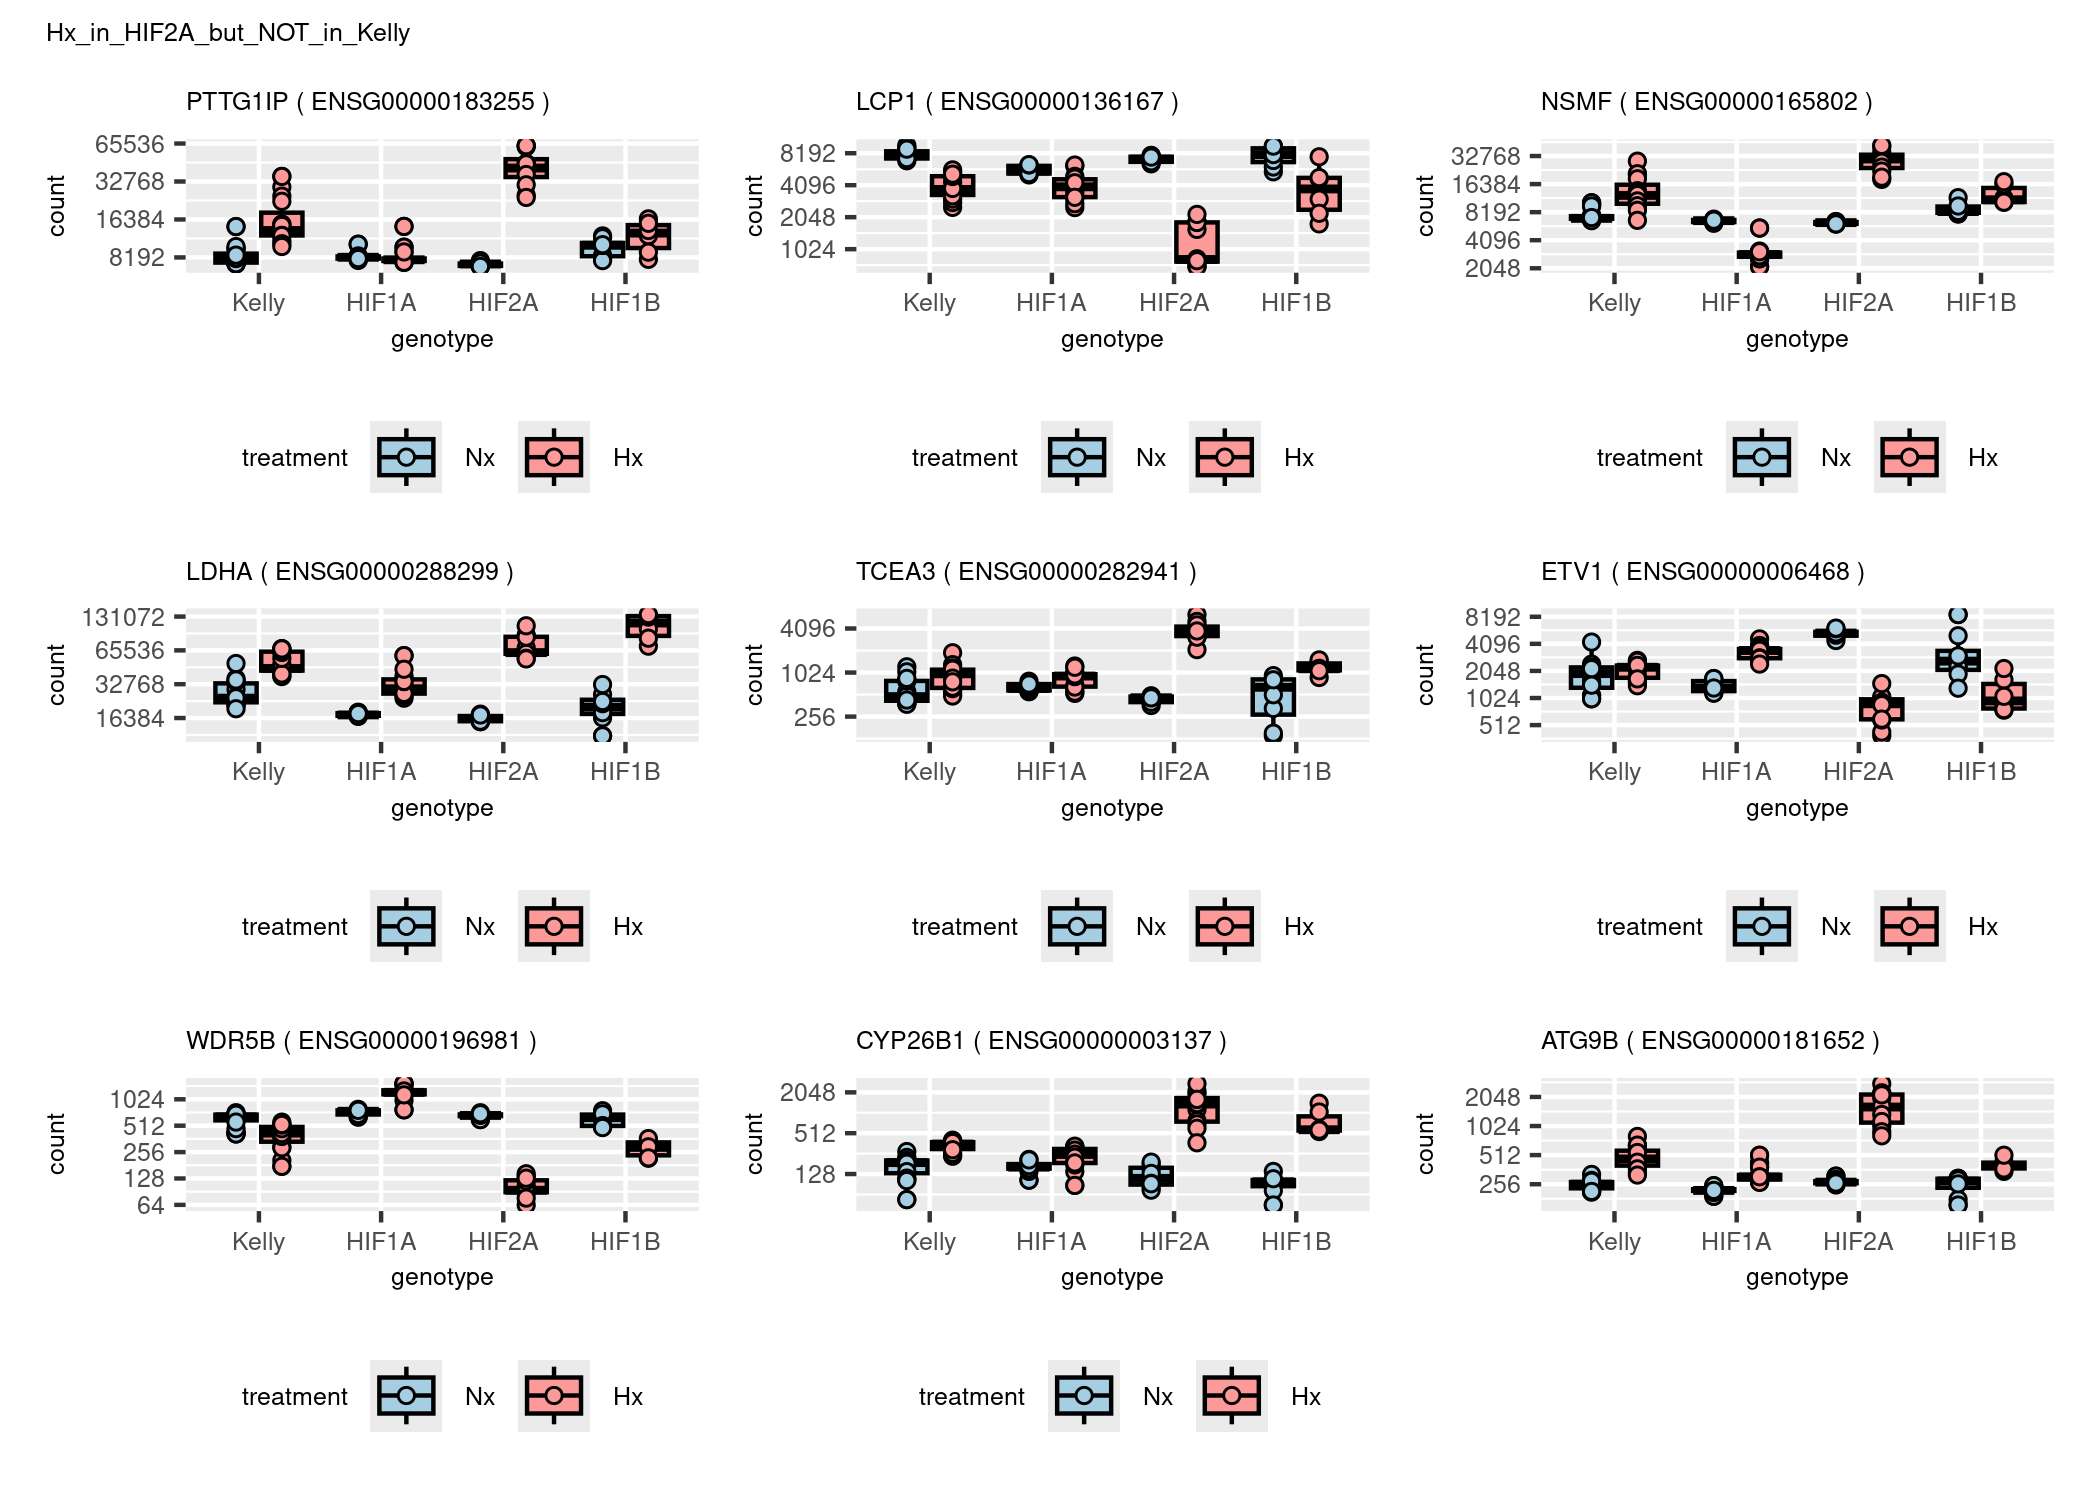 Hx_in_HIF2A_but_NOT_in_Kelly
PTTG1IP ( ENSG00000183255 )
65536
32768
16384
8192
count
Kelly HIF1A HIF2A HIF1B
genotype
treatment Nx Hx
LCP1 ( ENSG00000136167 )
8192
4096
2048
1024
count
Kelly HIF1A HIF2A HIF1B
genotype
treatment Nx Hx
NSMF ( ENSG00000165802 )
32768
16384
8192
4096
2048
count
Kelly HIF1A HIF2A HIF1B
genotype
treatment Nx Hx
LDHA ( ENSG00000288299 )
131072
65536
32768
16384
count
Kelly HIF1A HIF2A HIF1B
genotype
treatment Nx Hx
TCEA3 ( ENSG00000282941 )
4096
1024
256
count
Kelly HIF1A HIF2A HIF1B
genotype
treatment Nx Hx
ETV1 ( ENSG00000006468 )
8192
4096
2048
1024
512
count
Kelly HIF1A HIF2A HIF1B
genotype
treatment Nx Hx
WDR5B ( ENSG00000196981 )
1024
512
256
128
64
count
Kelly HIF1A HIF2A HIF1B
genotype
treatment Nx Hx
CYP26B1 ( ENSG00000003137 )
2048
512
128
count
Kelly HIF1A HIF2A HIF1B
genotype
treatment Nx Hx
ATG9B ( ENSG00000181652 )
2048
1024
512
256
count
Kelly HIF1A HIF2A HIF1B
genotype